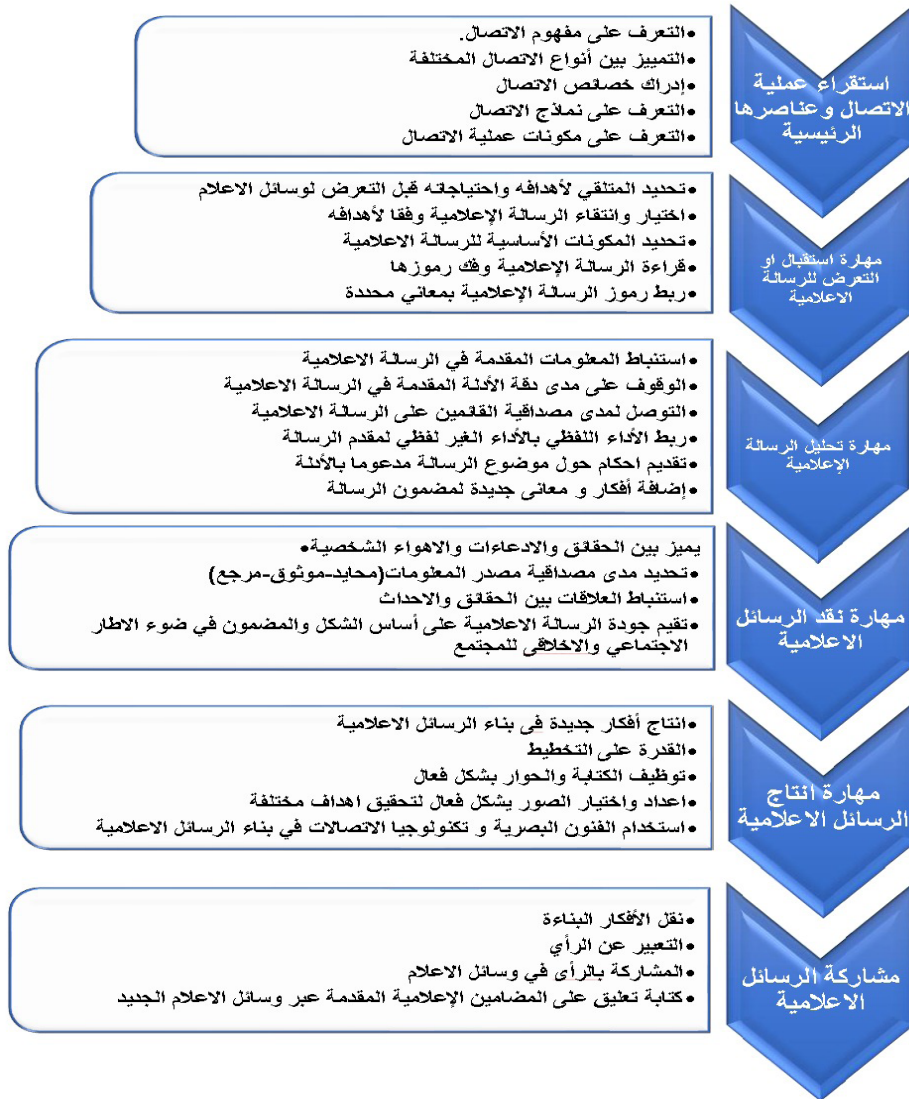 استقراء عملية
الاتصال وعناصرها
الرئيسية
•التعرف على مفهوم الاتصال.
•التمييز بين أنواع الاتصال المختلفة
•إدراك خصائص الاتصال
•التعرف على نماذج الاتصال
•التعرف على مكونات عملية الاتصال
مهارة استقبال او
التعرض للرسالة
الاعلامية
•تحديد المتلقي لأهدافه واحتياجاته قبل التعرض لوسائل الاعلام
•اختيار وانتقاء الرسالة الإعلامية وفقا لأهدافه
•تحديد المكونات الأساسية للرسالة الاعلامية
•قراءة الرسالة الإعلامية وفك رموزها
•ربط رموز الرسالة الإعلامية بمعاني محددة
مهارة تحليل الرسالة
الإعلامية
•استنباط المعلومات المقدمة في الرسالة الاعلامية
•الوقوف على مدى دقة الأدلة المقدمة في الرسالة الاعلامية
•التوصل لمدى مصداقية القائمين على الرسالة الاعلامية
•ربط الأداء اللفظي بالأداء الغير لفظي لمقدم الرسالة
•تقديم احكام حول موضوع الرسالة مدعوما بالأدلة
•إضافة أفكار و معانى جديدة لمضمون الرسالة
مهارة نقد الرسائل
الاعلامية
يميز بين الحقائق والادعاءات والاهواء الشخصية•
•تحديد مدى مصداقية مصدر المعلومات(محايد-موثوق-مرجع)
•استنباط العلاقات بين الحقائق والاحداث
•تقيم جودة الرسالة الاعلامية على أساس الشكل والمضمون في ضوء الاطار
الاجتماعي والاخلاقى للمجتمع
مهارة انتاج
الرسائل الاعلامية
•انتاج أفكار جديدة فى بناء الرسائل الاعلامية
•القدرة على التخطيط
•توظيف الكتابة والحوار بشكل فعال
•اعداد واختيار الصور يشكل فعال لتحقيق اهداف مختلفة
•استخدام الفنون البصرية و تكنولوجيا الاتصالات في بناء الرسائل الاعلامية
مشاركة الرسائل
الاعلامية
•نقل الأفكار البناءة
•التعبير عن الرأي
•المشاركة بالرأى في وسائل الاعلام
•كتابة تعليق على المضامين الإعلامية المقدمة عبر وسائل الاعلام الجديد